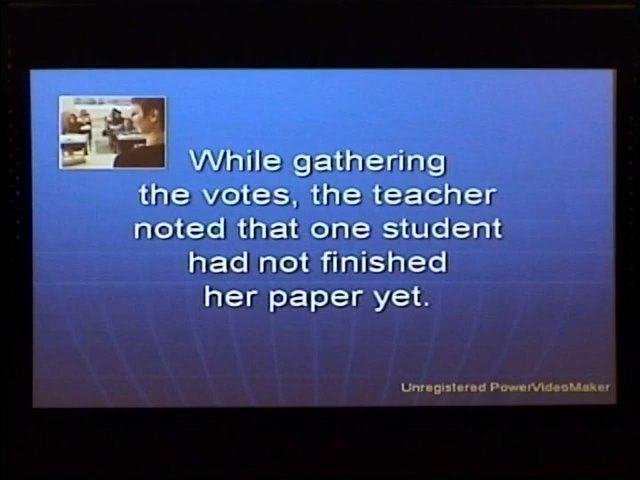 While gathering
the votes, the teacher
noted that one student
had not finished
her paper yet.
Unregistered PowerVideoMaker